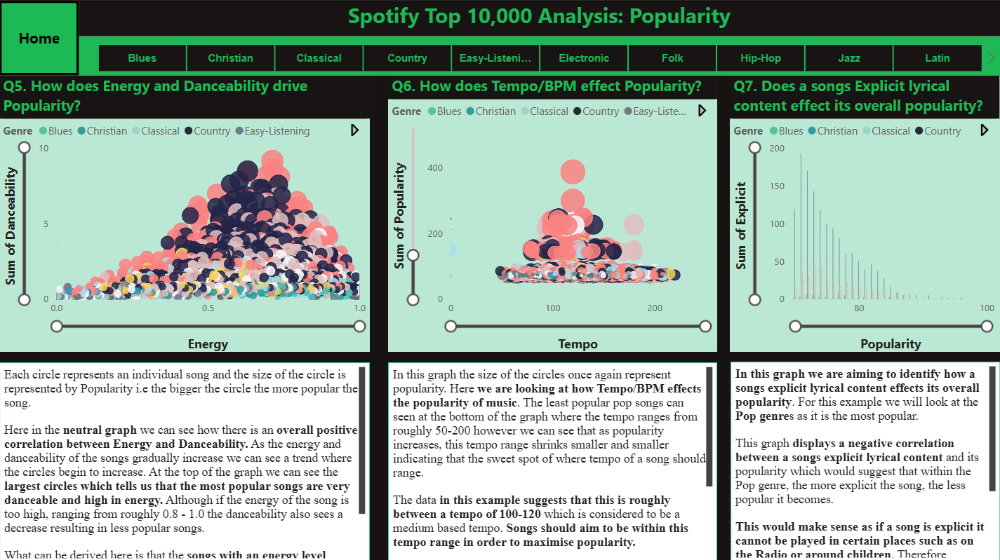 Home
Spotify Top 10,000 Analysis: Popularity
Blues
Christian
Classical
Country
Easy-Listeni...
Electronic
Folk
Hip-Hop
Jazz
Latin
Q5. How does Energy and Danceability drive
Popularity?
Genre Blues Christian Classical Country Easy-Listening
Sum of Danceability
10
5
0
0.0
0.5
1.0
Energy
Each circle represents an individual song and the size of the circle is
represented by Popularity i.e the bigger the circle the more popular the
song.
Here in the neutral graph we can see how there is an overall positive
correlation between Energy and Danceability. As the energy and
danceability of the songs gradually increase we can see a trend where
the circles begin to increase. At the top of the graph we can see the
largest circles which tells us that the most popular songs are very
danceable and high in energy. Although if the energy of the song is
too high, ranging from roughly 0.8 - 1.0 the danceability also sees a
decrease resulting in less popular songs.
What can be derived here is that the songs with an energy level
Q6. How does Tempo/BPM effect Popularity?
Genre Blues Christian Classical Country Easy-Liste...
Sum of Popularity
400
200
0
0
100
200
Tempo
In this graph the size of the circles once again represent
popularity. Here we are looking at how Tempo/BPM effects
the popularity of music. The least popular pop songs can
seen at the bottom of the graph where the tempo ranges from
roughly 50-200 however we can see that as popularity
increases, this tempo range shrinks smaller and smaller
indicating that the sweet spot of where tempo of a song should
range.
The data in this example suggests that this is roughly
between a tempo of 100-120 which is considered to be a
medium based tempo. Songs should aim to be within this
tempo range in order to maximise popularity.
Q7. Does a songs Explicit lyrical
content effect its overall popularity?
Genre Blues Christian Classical Country
Sum of Explicit
200
150
100
50
0
80
100
Popularity
In this graph we are aiming to identify how a
songs explicit lyrical content effects its overall
popularity. For this example we will look at the
Pop genres as it is the most popular.
This graph displays a negative correlation
between a songs explicit lyrical content and its
popularity which would suggest that within the
Pop genre, the more explicit the song, the less
popular it becomes.
This would make sense as if a song is explicit it
cannot be played in certain places such as on
the Radio or around children. Therefore